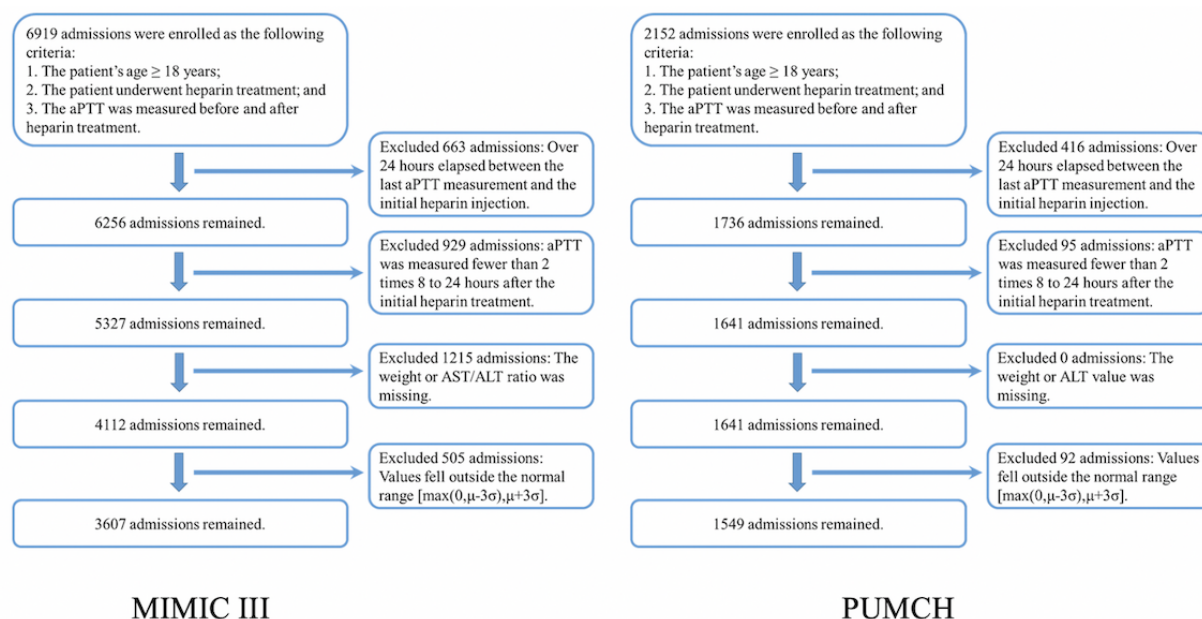 6919 admissions were enrolled as the following
criteria:
1. The patient's age ≥ 18 years;
2. The patient underwent heparin treatment; and
3. The aPTT was measured before and after
heparin treatment.
Excluded 663 admissions: Over
24 hours elapsed between the
last aPTT measurement and the
initial heparin injection.
6256 admissions remained.
Excluded 929 admissions: aPTT
was measured fewer than 2
times 8 to 24 hours after the
initial heparin treatment.
5327 admissions remained.
Excluded 1215 admissions: The
weight or AST/ALT ratio was
missing.
4112 admissions remained.
Excluded 505 admissions:
Values fell outside the normal
range [max(0,μ-3σ),μ+3σ].
3607 admissions remained.
MIMIC III
2152 admissions were enrolled as the following
criteria:
1. The patient's age ≥ 18 years;
2. The patient underwent heparin treatment; and
3. The aPTT was measured before and after
heparin treatment.
Excluded 416 admissions: Over
24 hours elapsed between the
last aPTT measurement and the
initial heparin injection.
1736 admissions remained.
Excluded 95 admissions: aPTT
was measured fewer than 2
times 8 to 24 hours after the
initial heparin treatment.
1641 admissions remained.
Excluded 0 admissions: The
weight or ALT value was
missing.
1641 admissions remained.
Excluded 92 admissions: Values
fell outside the normal range
[max(0,μ-3σ),μ+3σ].
1549 admissions remained.
PUMCH